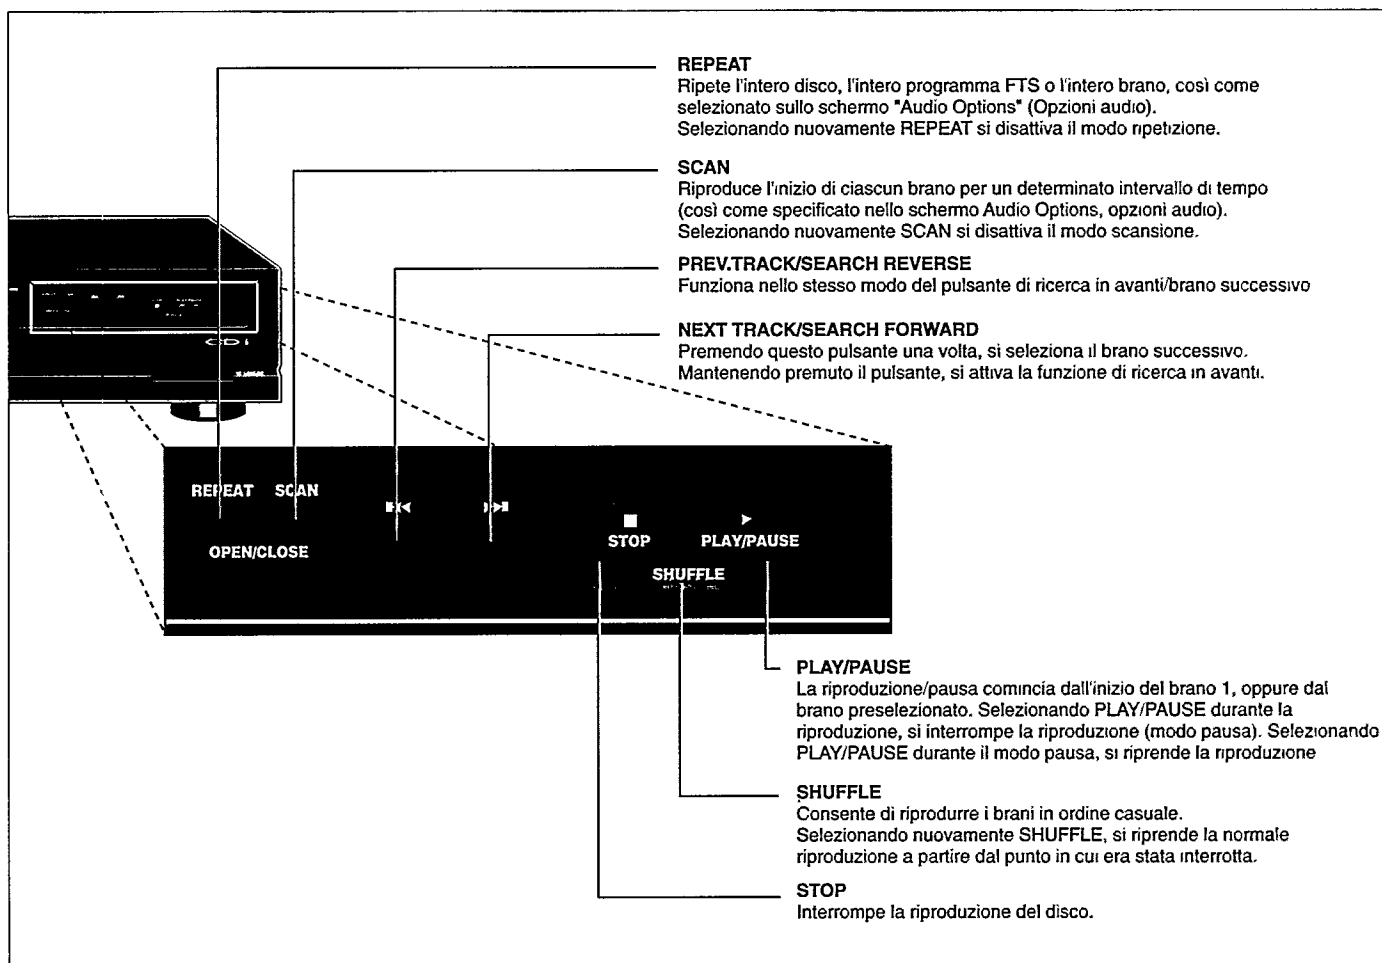 REPEAT
Ripete l'intero disco, l'intero programma FTS o l'intero brano, così come
selezionato sullo schermo "Audio Options" (Opzioni audio).
Selezionando nuovamente REPEAT si disattiva il modo ripetizione.
SCAN
Riproduce l'inizio di ciascun brano per un determinato intervallo di tempo
(così come specificato nello schermo Audio Options, opzioni audio).
Selezionando nuovamente SCAN si disattiva il modo scansione.
PREV.TRACK/SEARCH REVERSE
Funziona nello stesso modo del pulsante di ricerca in avanti/brano successivo
NEXT TRACK/SEARCH FORWARD
Premendo questo pulsante una volta, si seleziona il brano successivo.
Mantenendo premuto il pulsante, si attiva la funzione di ricerca in avanti.
REPEAT SCAN
OPEN/CLOSE
STOP PLAY/PAUSE
SHUFFLE
PLAY/PAUSE
La riproduzione/pausa comincia dall'inizio del brano 1, oppure dal
brano preselezionato. Selezionando PLAY/PAUSE durante la
riproduzione, si interrompe la riproduzione (modo pausa). Selezionando
PLAY/PAUSE durante il modo pausa, si riprende la riproduzione
SHUFFLE
Consente di riprodurre i brani in ordine casuale.
Selezionando nuovamente SHUFFLE, si riprende la normale
riproduzione a partire dal punto in cui era stata interrotta.
STOP
Interrompe la riproduzione del disco.